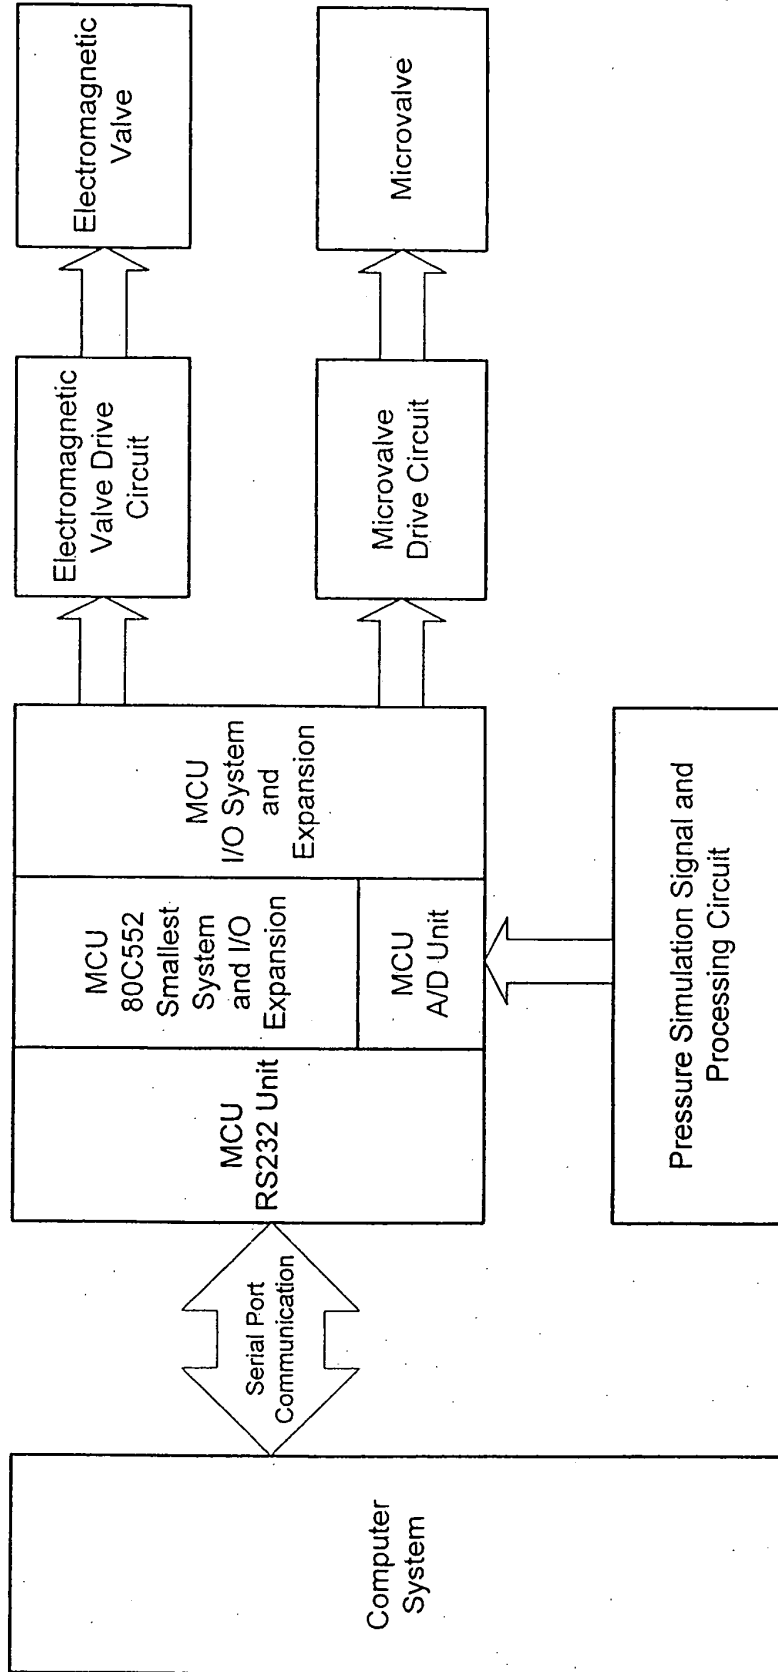 Computer
System
Serial Port
Communication
MCU
RS232 Unit
MCU
80C552
Smallest
System
and I/O
Expansion
MCU
A/D Unit
MCU
I/O System
and
Expansion
Pressure Simulation Signal and
Processing Circuit
Electromagnetic
Valve Drive
Circuit
Microvalve
Drive Circuit
Electromagnetic
Valve
Microvalve